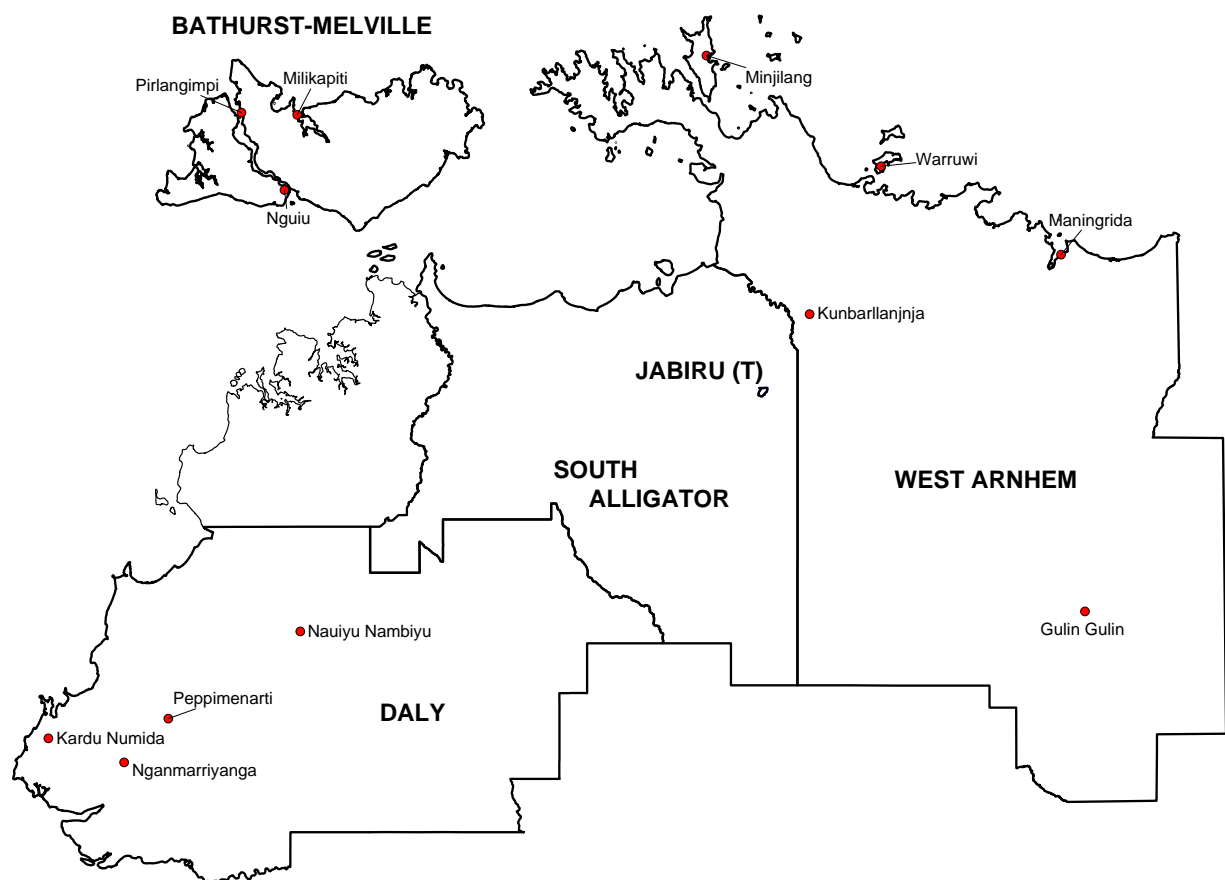 BATHURST-MELVILLE
Pirlangimpi
Milikapiti
Nguiu
Minjilang
Warruwi
Maningrida
Kunbarllanjnja
JABIRU (T)
SOUTH
ALLIGATOR
WEST ARNHEM
Gulin Gulin
Nauiyu Nambiyu
Peppimenarti
DALY
Kardu Numida
Nganmarriyanga